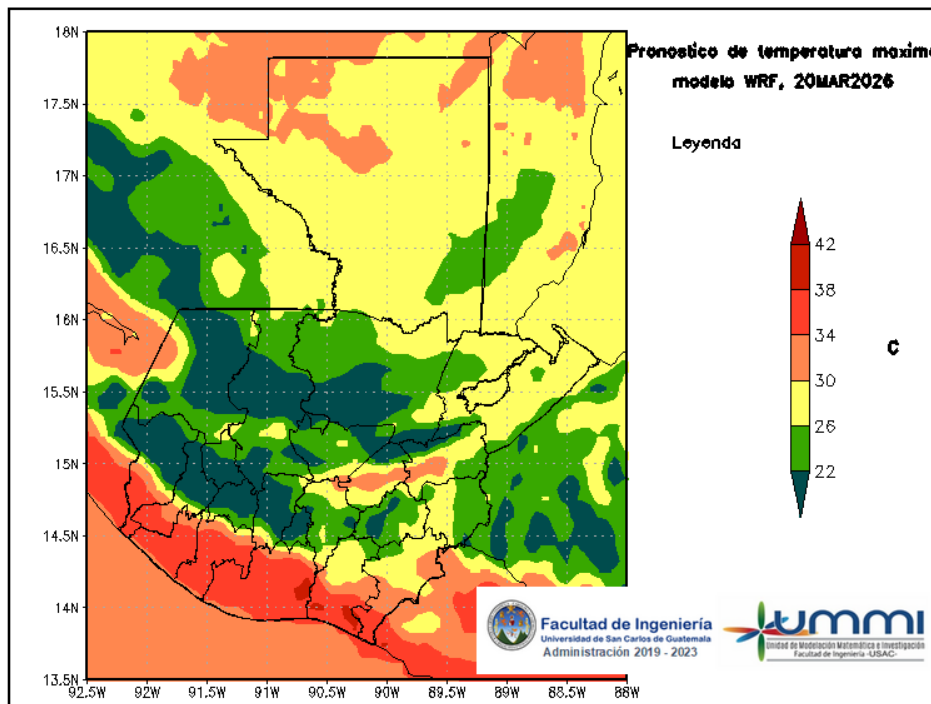 Pronostico de temperatura maxima
modelo WRF, 20MAR2026
Leyenda
42
38
34
30
26
22
C
18N
17.5N
17N
16.5N
16N
15.5N
15N
14.5N
14N
13.5N
92.5W
92W
91.5W
91W
90.5W
90W
89.5W
89W
88.5W
88W
Facultad de Ingeniería
Universidad de San Carlos de Guatemala
Administración 2019 - 2023
ummi
Unidad de Modelación Matemática e Investigación
Facultad de Ingeniería -USAC-